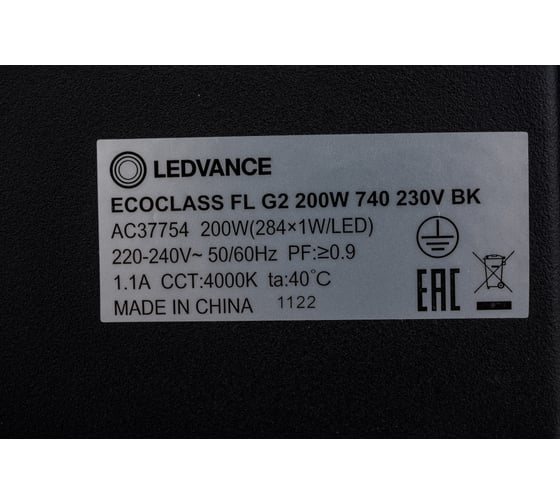 LEDVANCE
ECOCLASS FL G2 200W 740 230V BK
AC37754 200W(284×1W/LED)
220-240V~ 50/60Hz PF:≥0.9
1.1A CCT:4000K ta:40°C
MADE IN CHINA 1122
EAC